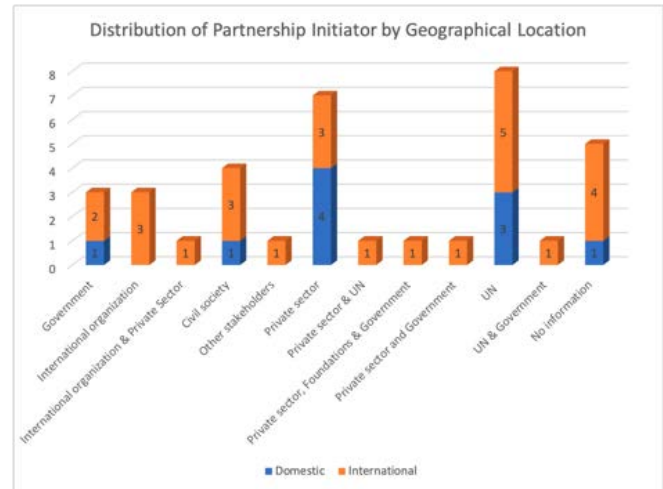 Distribution of Partnership Initiator by Geographical Location
8
7
6
5
4
3
2
1
0
2
1
3
1
3
1
1
3
4
1
1
1
5
3
1
4
1
Government
International organization
International organization & Private Sector
Civil society
Other stakeholders
Private sector
Private sector & UN
Private sector, Foundations & Government
Private sector and Government
UN
UN & Government
No information
Domestic
International